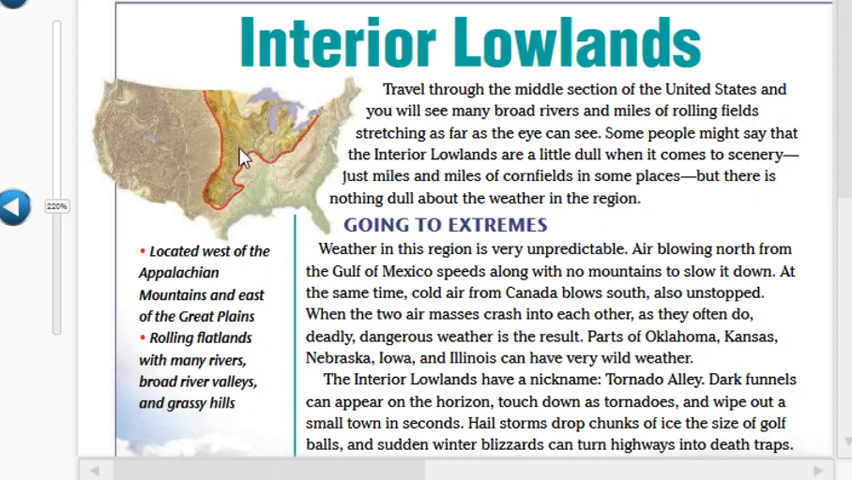 Interior Lowlands
Travel through the middle section of the United States and
you will see many broad rivers and miles of rolling fields
stretching as far as the eye can see. Some people might say that
the Interior Lowlands are a little dull when it comes to scenery—
just miles and miles of cornfields in some places—but there is
nothing dull about the weather in the region.
• Located west of the
Appalachian
Mountains and east
of the Great Plains
• Rolling flatlands
with many rivers,
broad river valleys,
and grassy hills
GOING TO EXTREMES
Weather in this region is very unpredictable. Air blowing north from
the Gulf of Mexico speeds along with no mountains to slow it down. At
the same time, cold air from Canada blows south, also unstopped.
When the two air masses crash into each other, as they often do,
deadly, dangerous weather is the result. Parts of Oklahoma, Kansas,
Nebraska, Iowa, and Illinois can have very wild weather.
The Interior Lowlands have a nickname: Tornado Alley. Dark funnels
can appear on the horizon, touch down as tornadoes, and wipe out a
small town in seconds. Hail storms drop chunks of ice the size of golf
balls, and sudden winter blizzards can turn highways into death traps.
220%